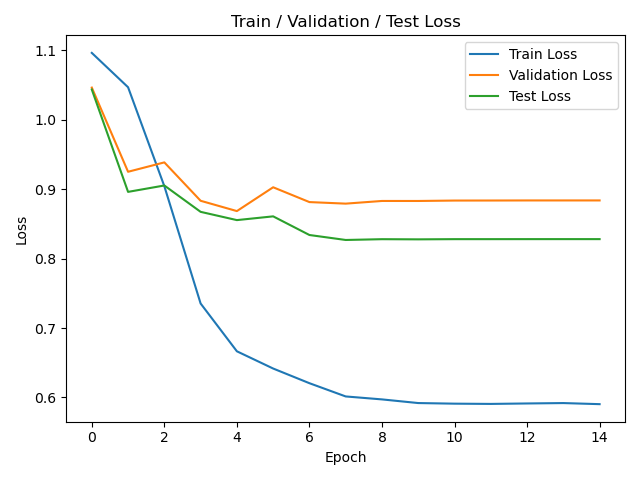 Train / Validation / Test Loss
Train Loss
Validation Loss
Test Loss
1.1
1.0
0.9
0.8
0.7
0.6
Loss
0 2 4 6 8 10 12 14
Epoch